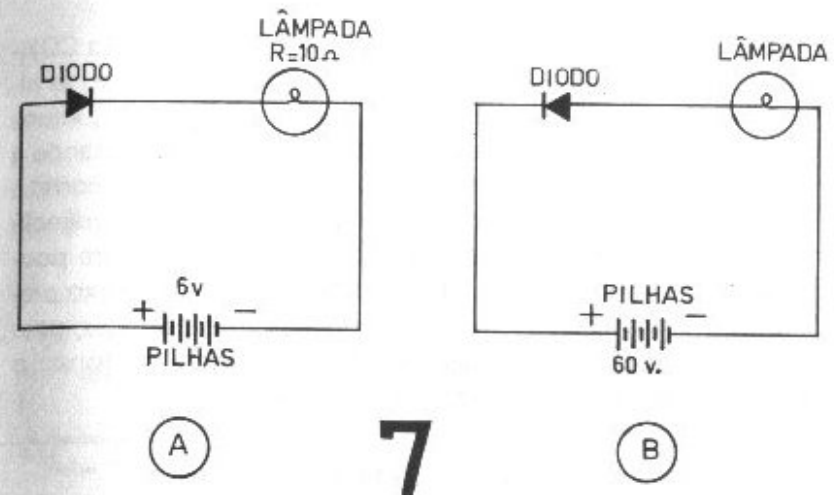 LÂMPADA
R=10Ω
DIODO
6v
+ −
PILHAS
A
LÂMPADA
DIODO
PILHAS
+ −
60 v.
B
7